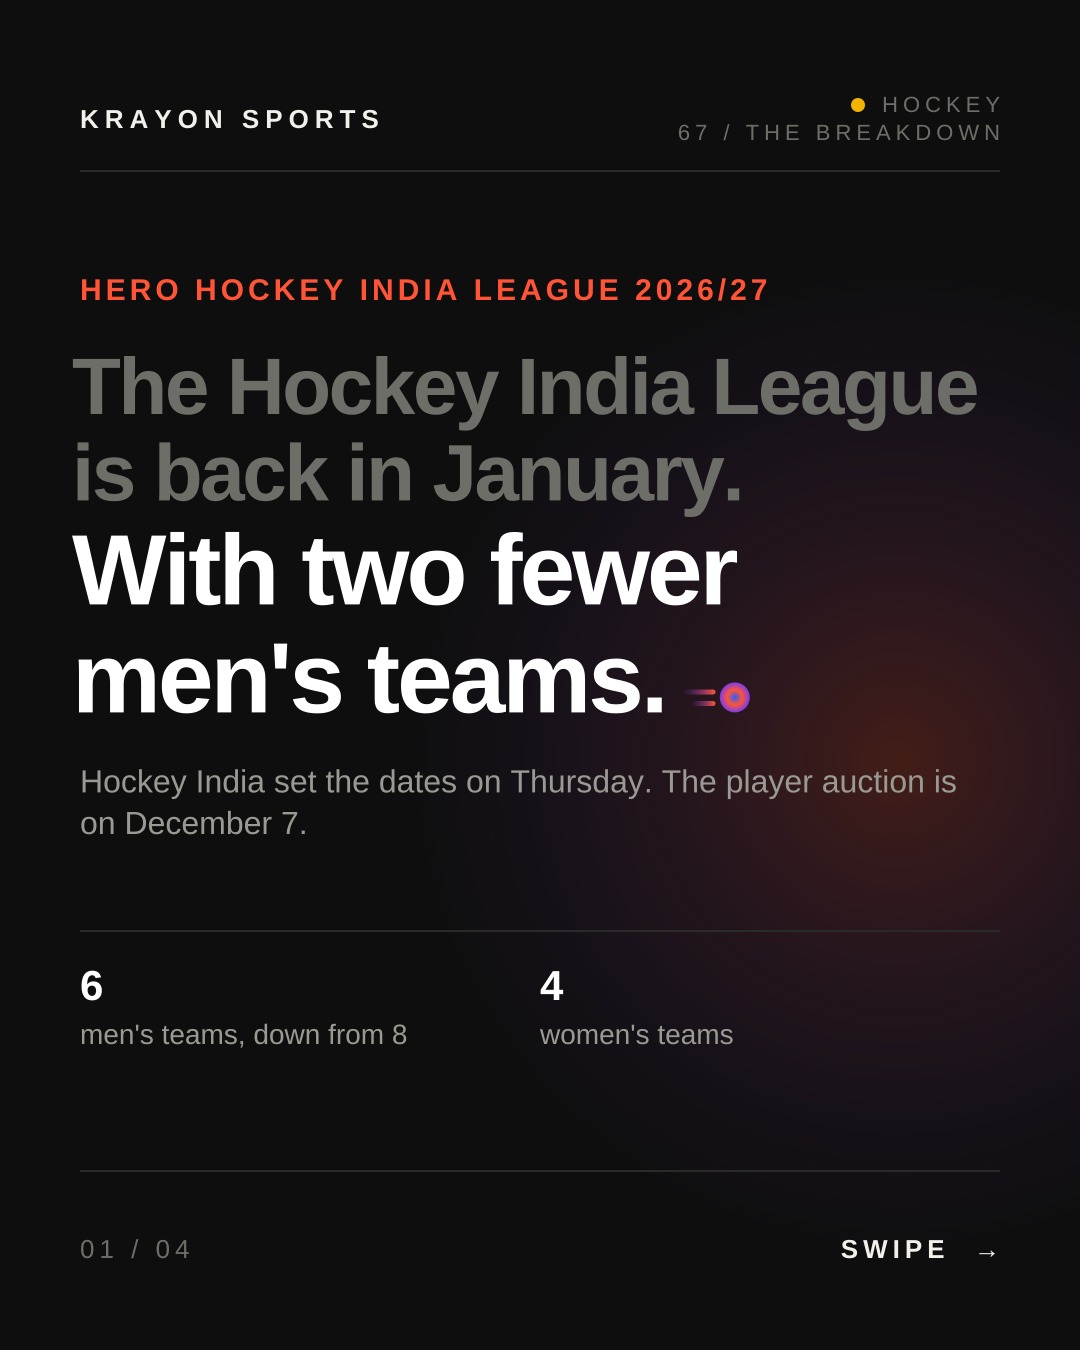 KRAYON SPORTS
HOCKEY
67 / THE BREAKDOWN
HERO HOCKEY INDIA LEAGUE 2026/27
The Hockey India League
is back in January.
With two fewer
men's teams.
Hockey India set the dates on Thursday. The player auction is
on December 7.
6
men's teams, down from 8
4
women's teams
01 / 04
SWIPE →